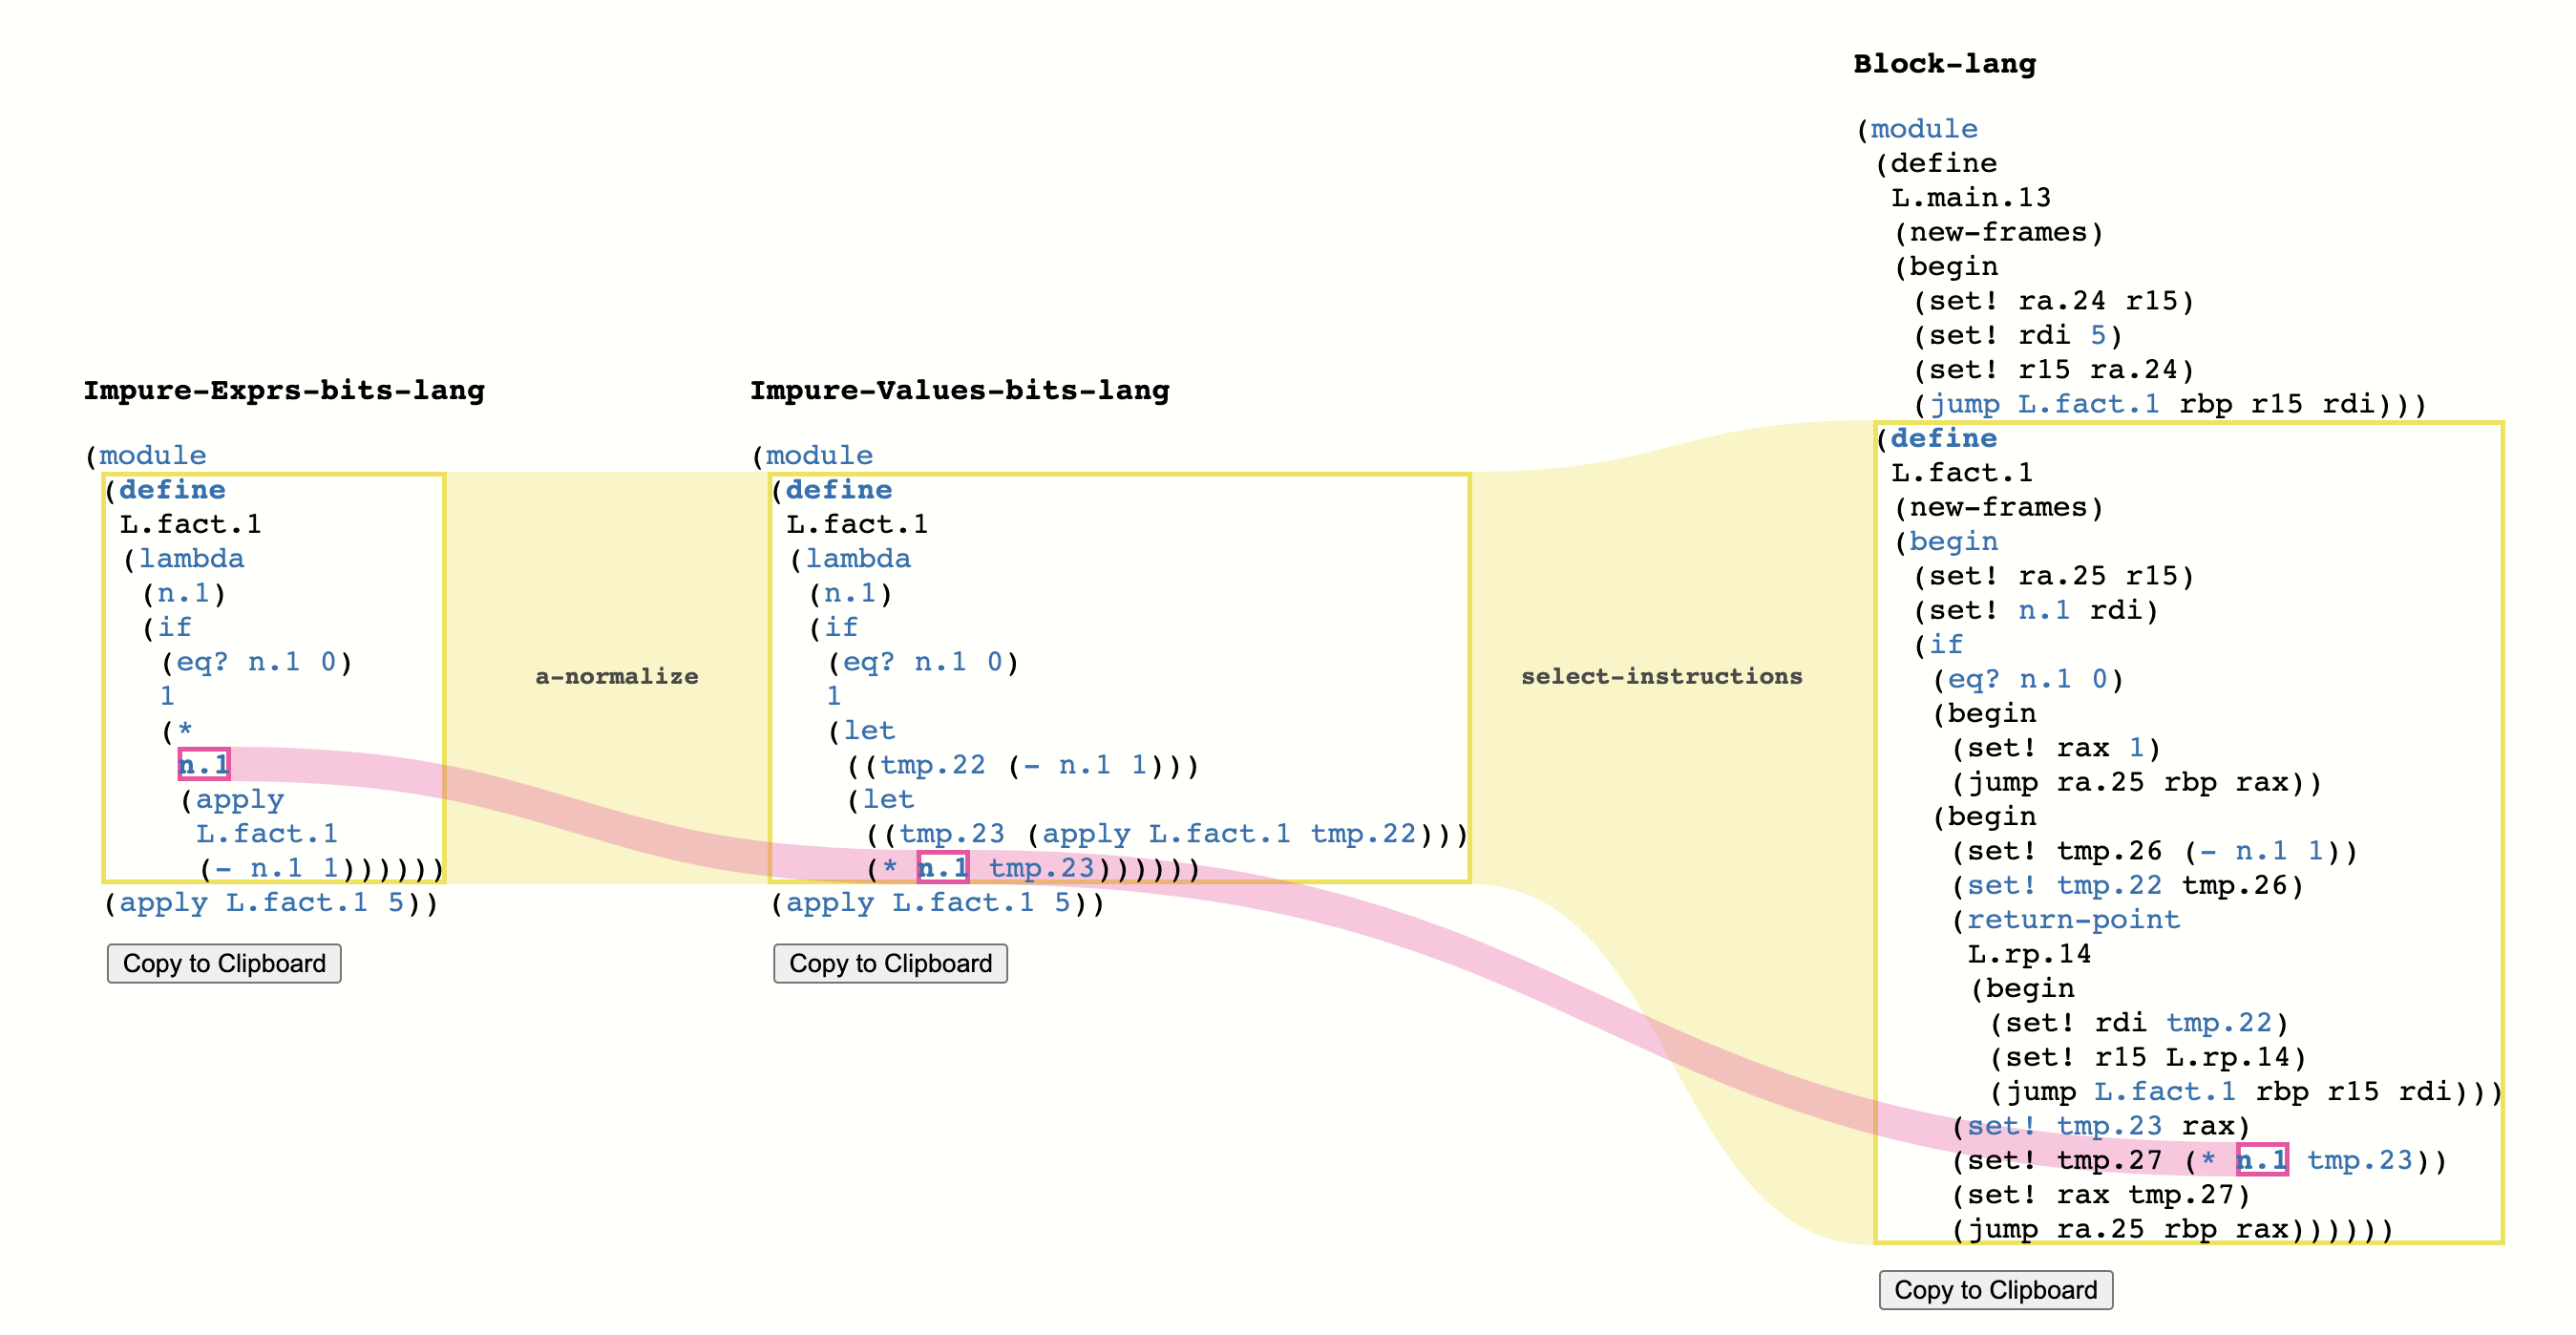 Impure-Exprs-bits-lang
(module
(define
L.fact.1
(lambda
(n.1)
(if
(eq? n.1 0)
1
(*
n.1
(apply
L.fact.1
(- n.1 1))))))
(apply L.fact.1 5))
Copy to Clipboard
a-normalize
Impure-Values-bits-lang
(module
(define
L.fact.1
(lambda
(n.1)
(if
(eq? n.1 0)
1
(let
((tmp.22 (- n.1 1)))
(let
((tmp.23 (apply L.fact.1 tmp.22)))
(* n.1 tmp.23))))))
(apply L.fact.1 5))
Copy to Clipboard
select-instructions
Block-lang
(module
(define
L.main.13
(new-frames)
(begin
(set! ra.24 r15)
(set! rdi 5)
(set! r15 ra.24)
(jump L.fact.1 rbp r15 rdi)))
(define
L.fact.1
(new-frames)
(begin
(set! ra.25 r15)
(set! n.1 rdi)
(if
(eq? n.1 0)
(begin
(set! rax 1)
(jump ra.25 rbp rax))
(begin
(set! tmp.26 (- n.1 1))
(set! tmp.22 tmp.26)
(return-point
L.rp.14
(begin
(set! rdi tmp.22)
(set! r15 L.rp.14)
(jump L.fact.1 rbp r15 rdi)))
(set! tmp.23 rax)
(set! tmp.27 (* n.1 tmp.23))
(set! rax tmp.27)
(jump ra.25 rbp rax))))))
Copy to Clipboard